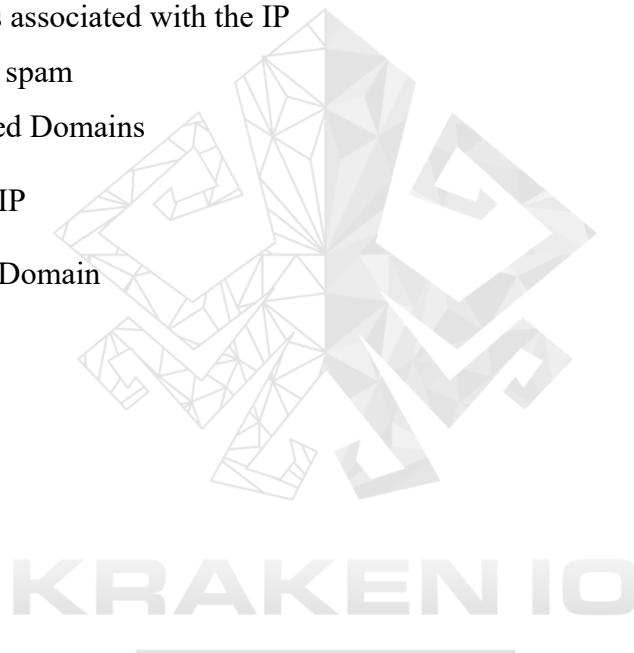 s associated with the IP
spam
ed Domains
IP
Domain
KRAKEN IO